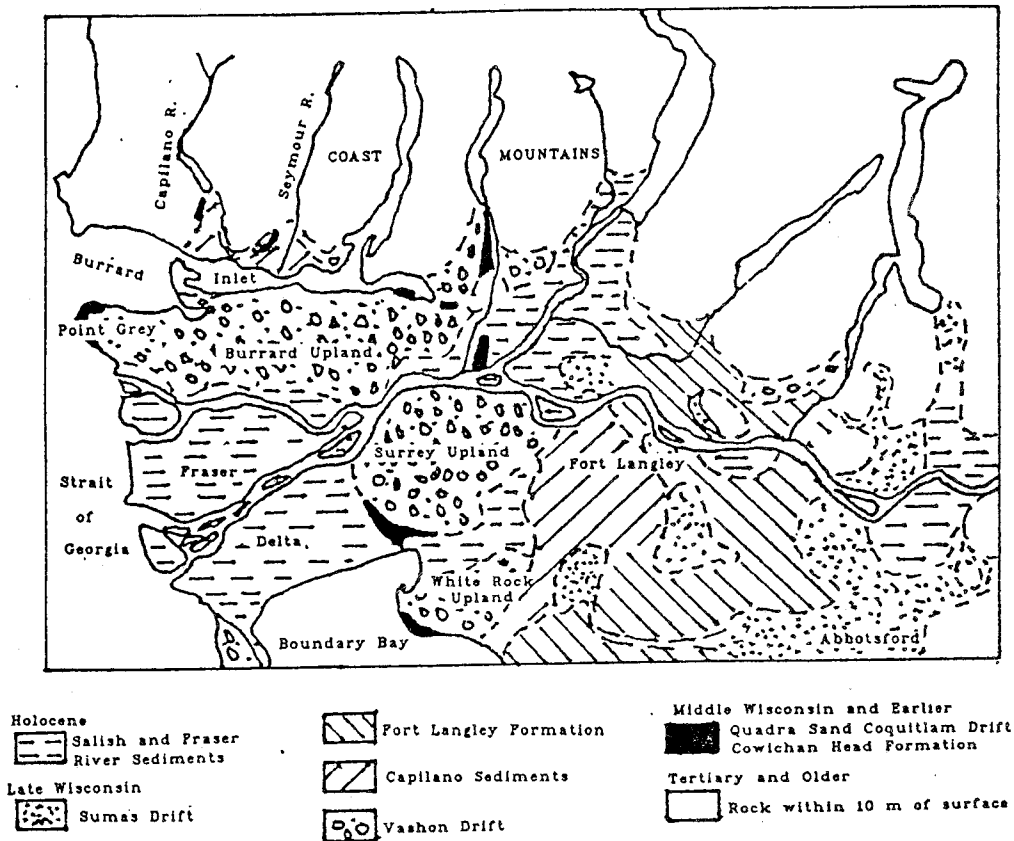 Capilano R.
Seymour R.
COAST
MOUNTAINS
Burrard
Inlet
Point Grey
Burrard Upland
Surrey Upland
Fort Langley
Fraser
Strait
of
Georgia
Delta
White Rock
Upland
Boundary Bay
Abbotsford
Holocene
Salish and Fraser
River Sediments
Late Wisconsin
Sumas Drift
Fort Langley Formation
Capilano Sediments
Vashon Drift
Middle Wisconsin and Earlier
Quadra Sand Coquitlam Drift
Cowichan Head Formation
Tertiary and Older
Rock within 10 m of surface